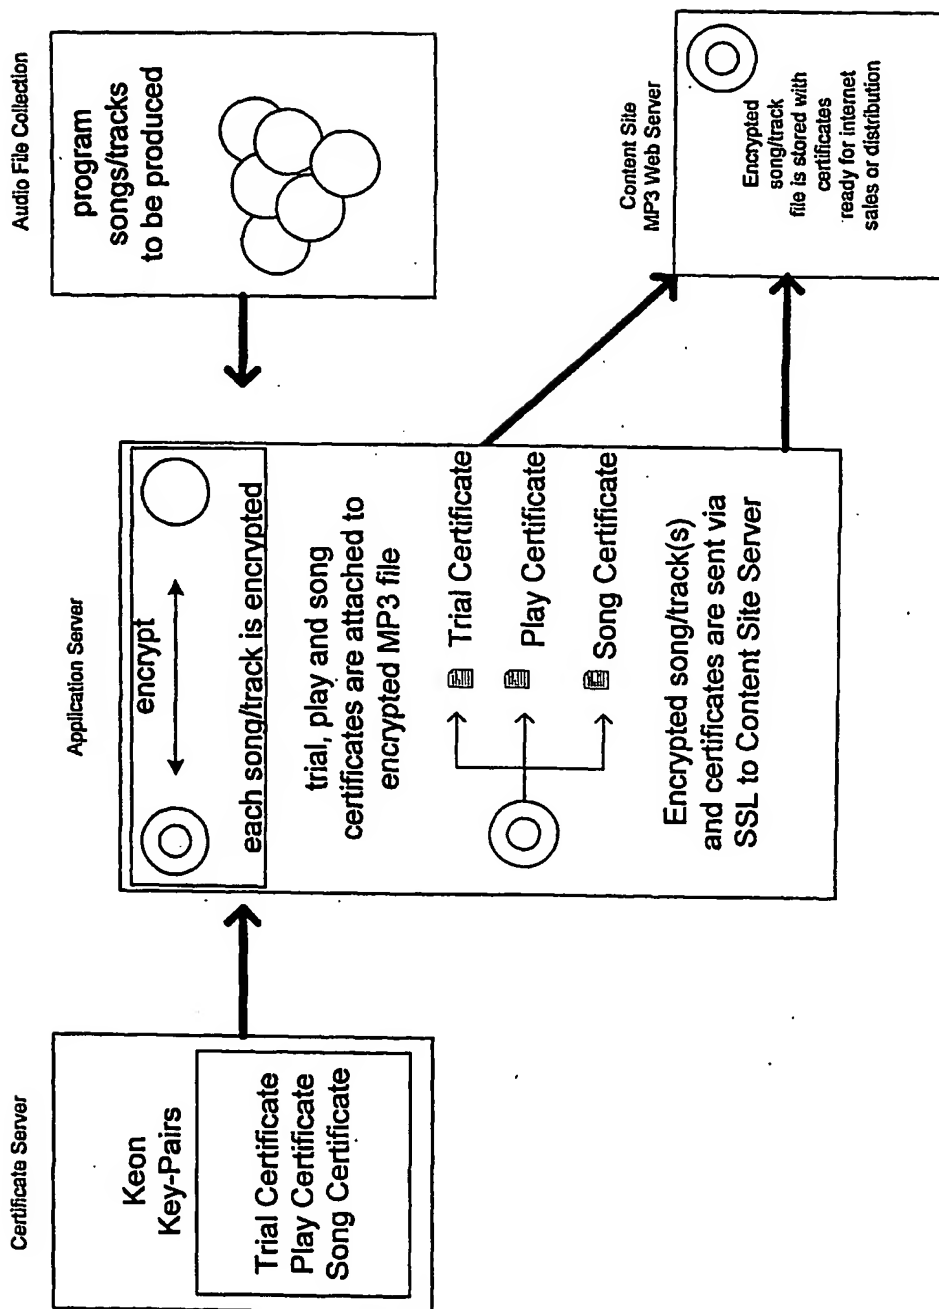 Certificate Server
Keon
Key-Pairs
Trial Certificate
Play Certificate
Song Certificate
Application Server
encrypt
each song/track is encrypted
trial, play and song
certificates are attached to
encrypted MP3 file
Trial Certificate
Play Certificate
Song Certificate
Encrypted song/track(s)
and certificates are sent via
SSL to Content Site Server
Audio File Collection
program
songs/tracks
to be produced
Content Site
MP3 Web Server
Encrypted
song/track
file is stored with
certificates
ready for internet
sales or distribution